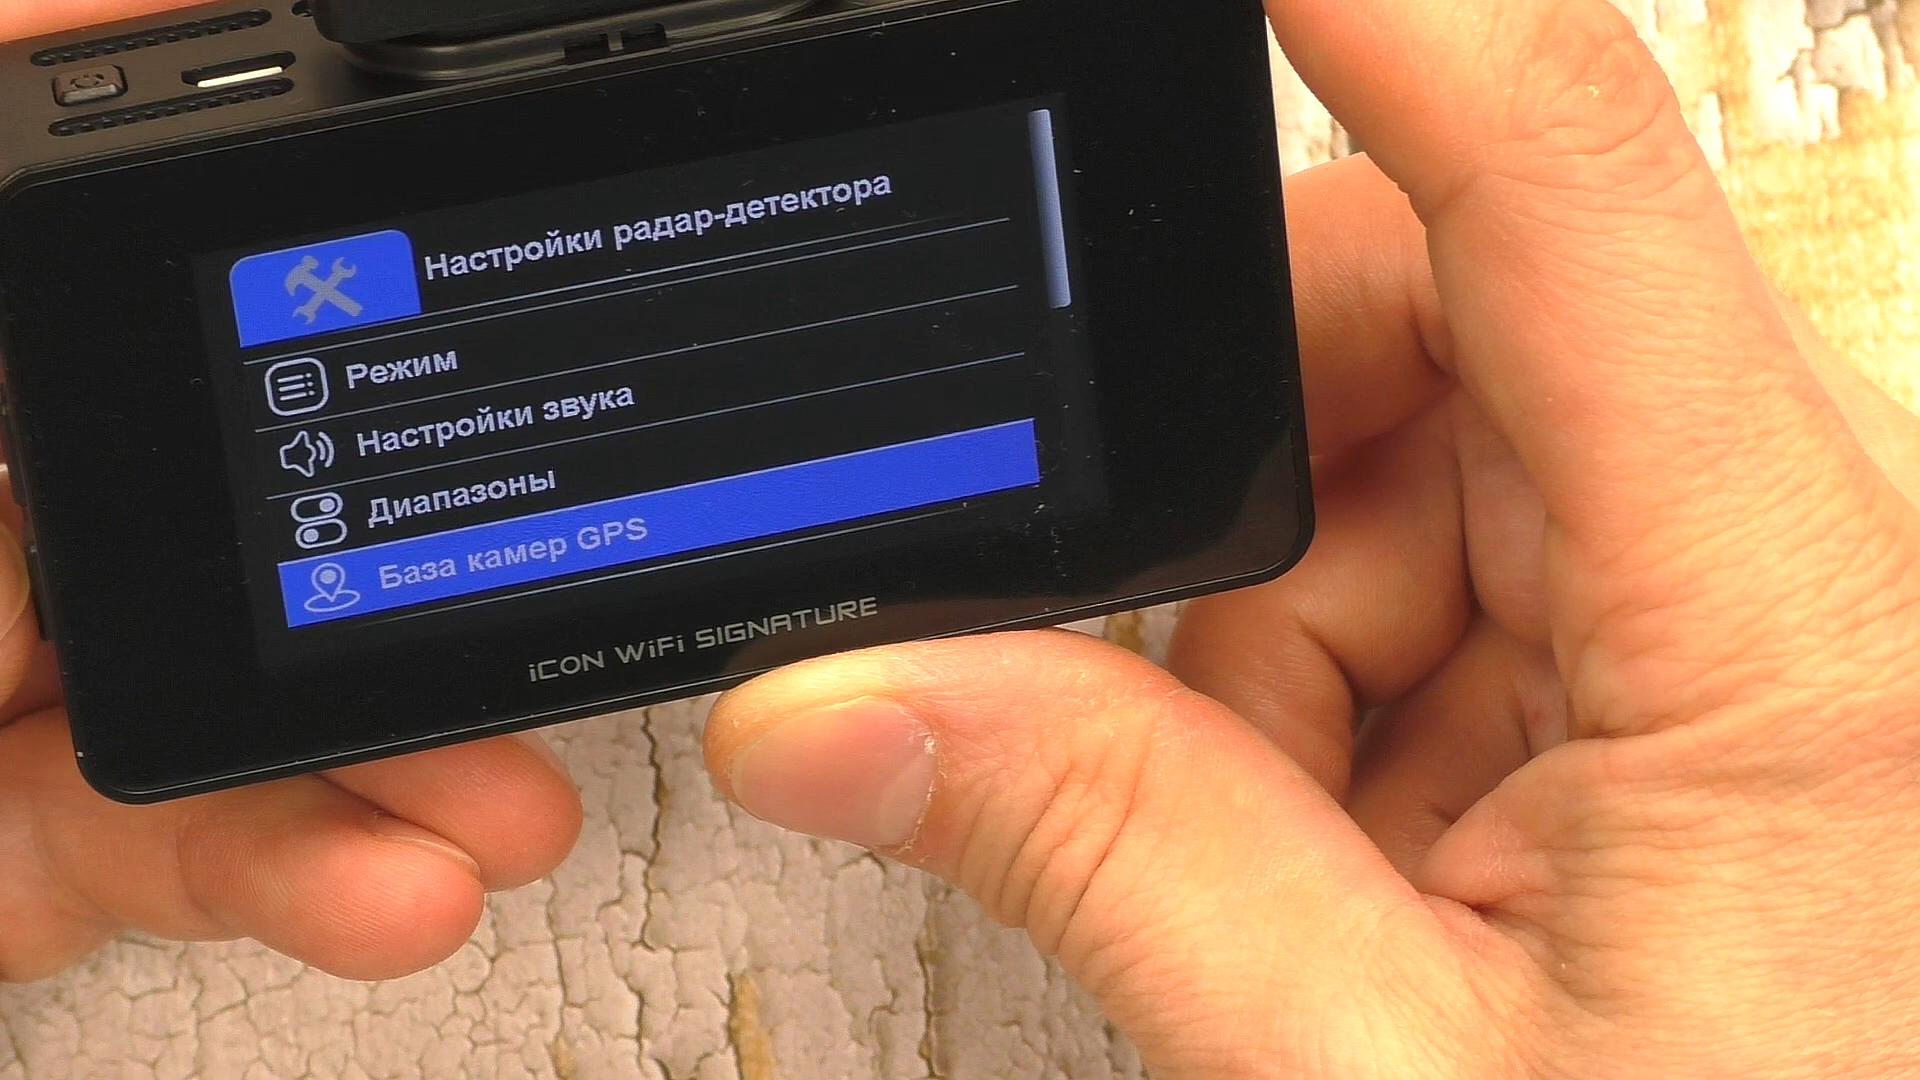 Настройки радар-детектора
Режим
Настройки звука
Диапазоны
База камер GPS
iCON WiFi SIGNATURE